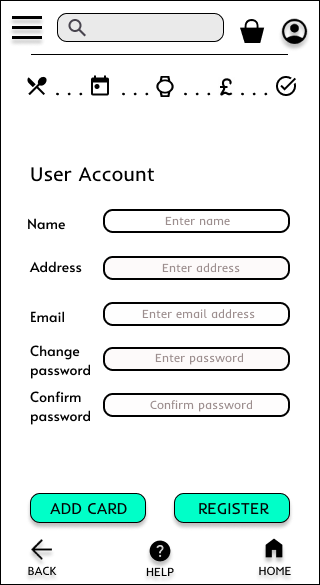 . . . . . . . . . £ . . .
User Account
Name Enter name
Address Enter address
Email Enter email address
Change
password Enter password
Confirm
password Confirm password
ADD CARD REGISTER
BACK ? HELP HOME